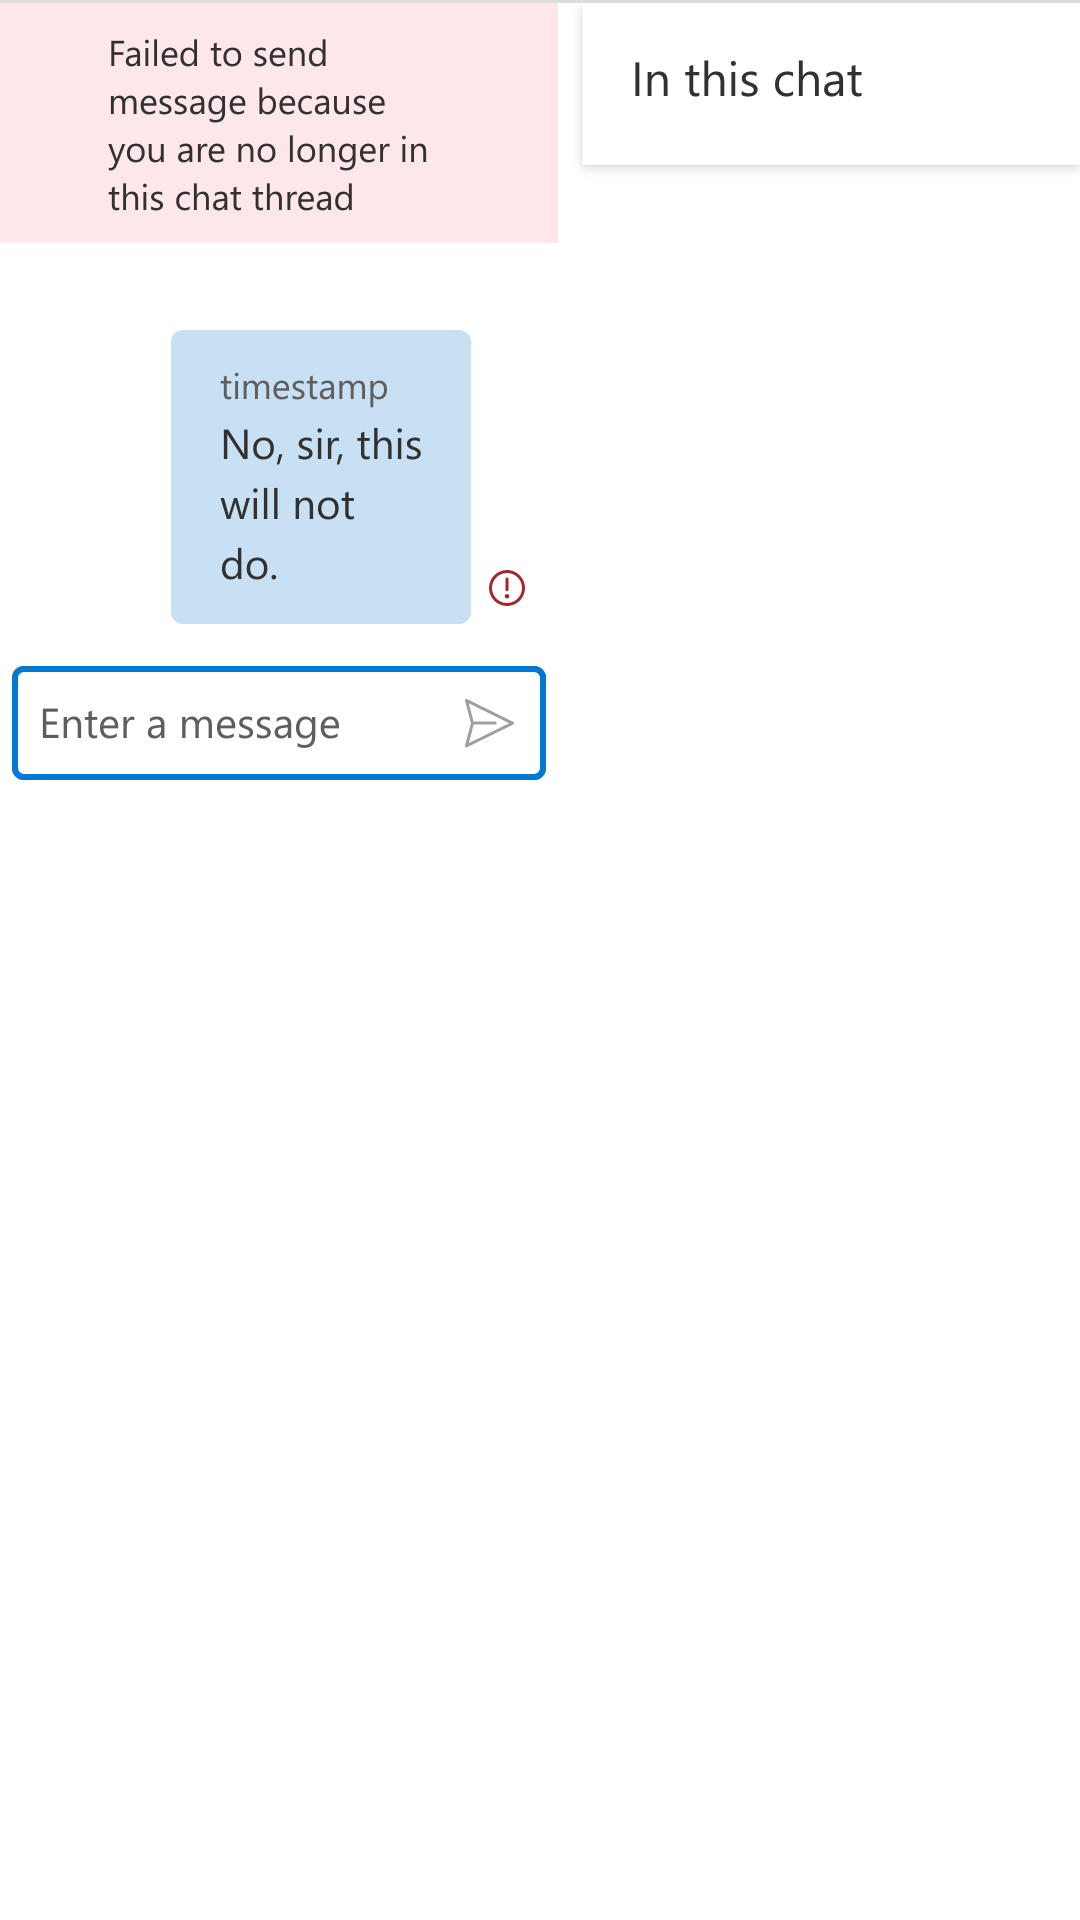 Failed to send
message because
you are no longer in
this chat thread
In this chat
timestamp
No, sir, this
will not
do.
Enter a message